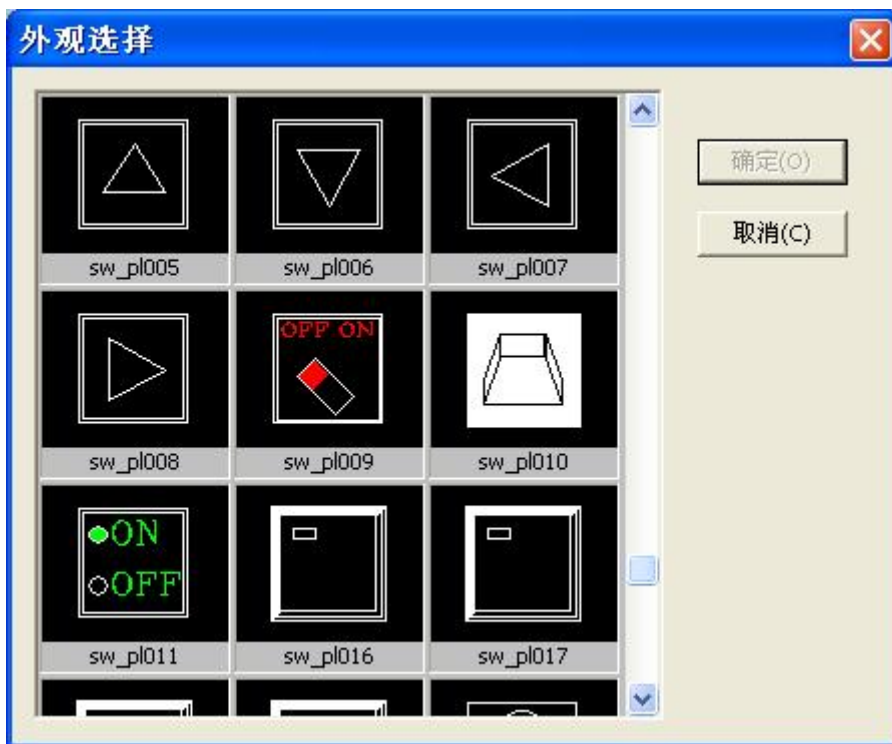 外观选择
sw_pl005 sw_pl006 sw_pl007
确定(O)
取消(C)
OFF ON
sw_pl008 sw_pl009 sw_pl010
ON
OFF
sw_pl011 sw_pl016 sw_pl017